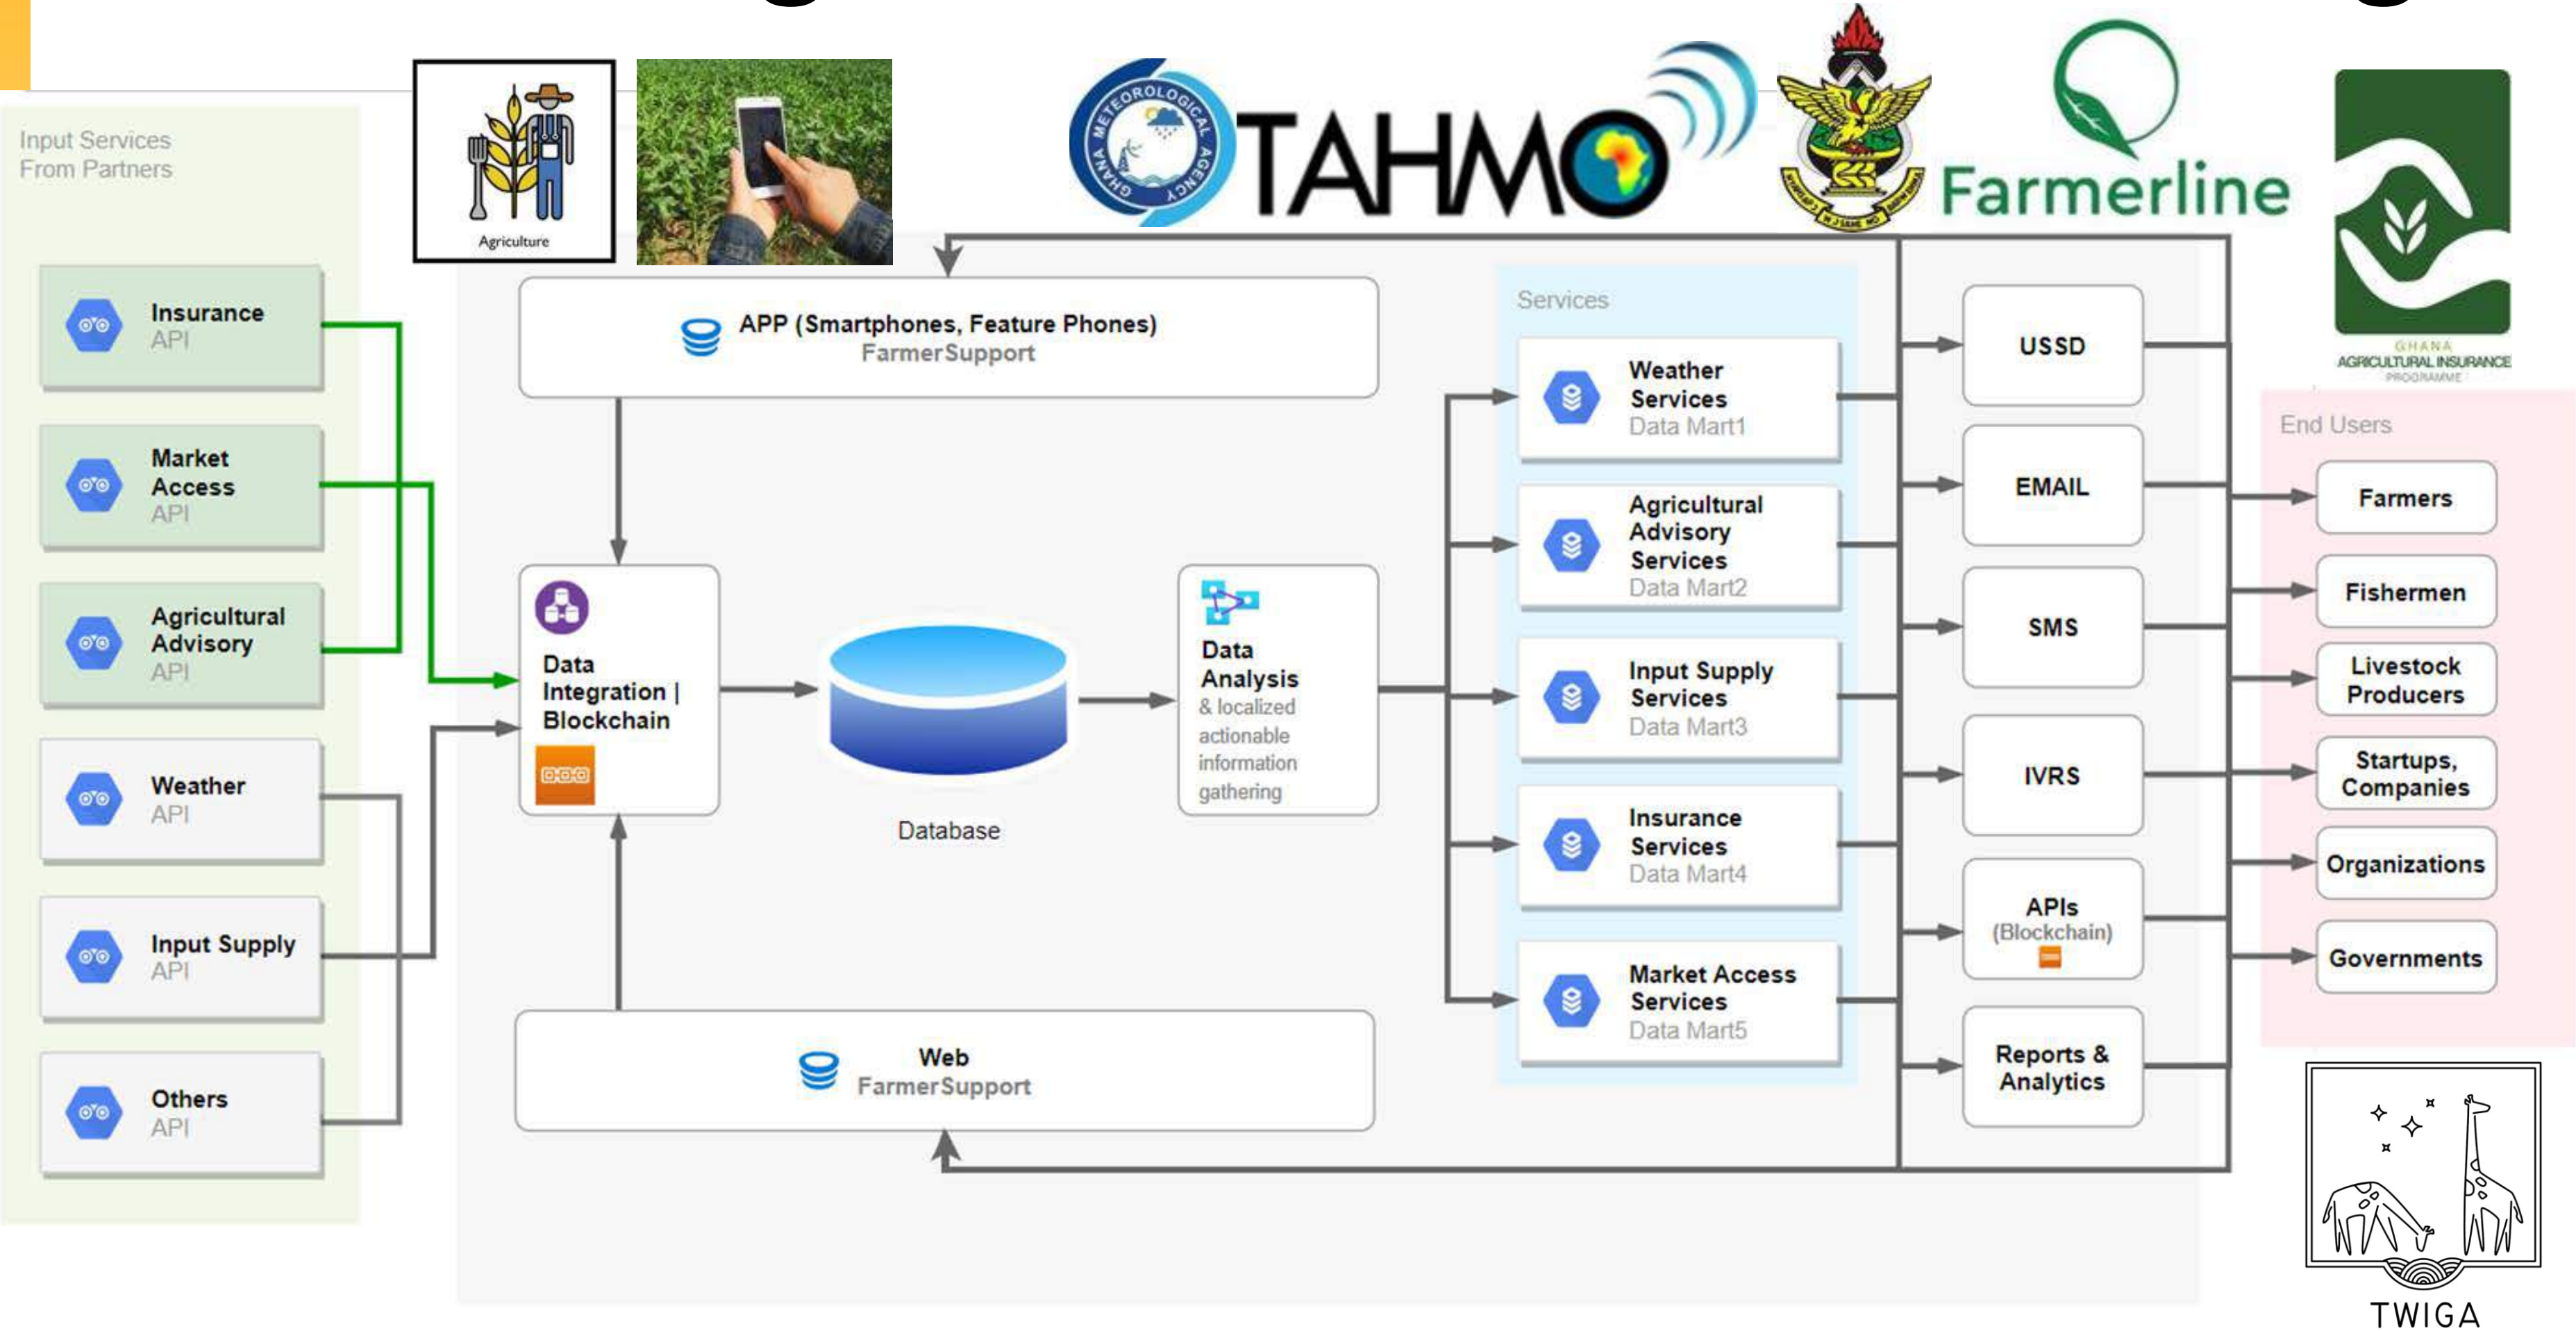 Input Services
From Partners
Insurance
API
Market
Access
API
Agricultural
Advisory
API
Weather
API
Input Supply
API
Others
API
Agriculture
GHANA METEOROLOGICAL AGENCY
TAHMO
Farmerline
GHANA
AGRICULTURAL INSURANCE
PROGRAMME
APP (Smartphones, Feature Phones)
FarmerSupport
Data
Integration |
Blockchain
Database
Data
Analysis
& localized
actionable
information
gathering
Web
FarmerSupport
Services
Weather
Services
Data Mart1
Agricultural
Advisory
Services
Data Mart2
Input Supply
Services
Data Mart3
Insurance
Services
Data Mart4
Market Access
Services
Data Mart5
USSD
EMAIL
SMS
IVRS
APIs
(Blockchain)
Reports &
Analytics
End Users
Farmers
Fishermen
Livestock
Producers
Startups,
Companies
Organizations
Governments
TWIGA